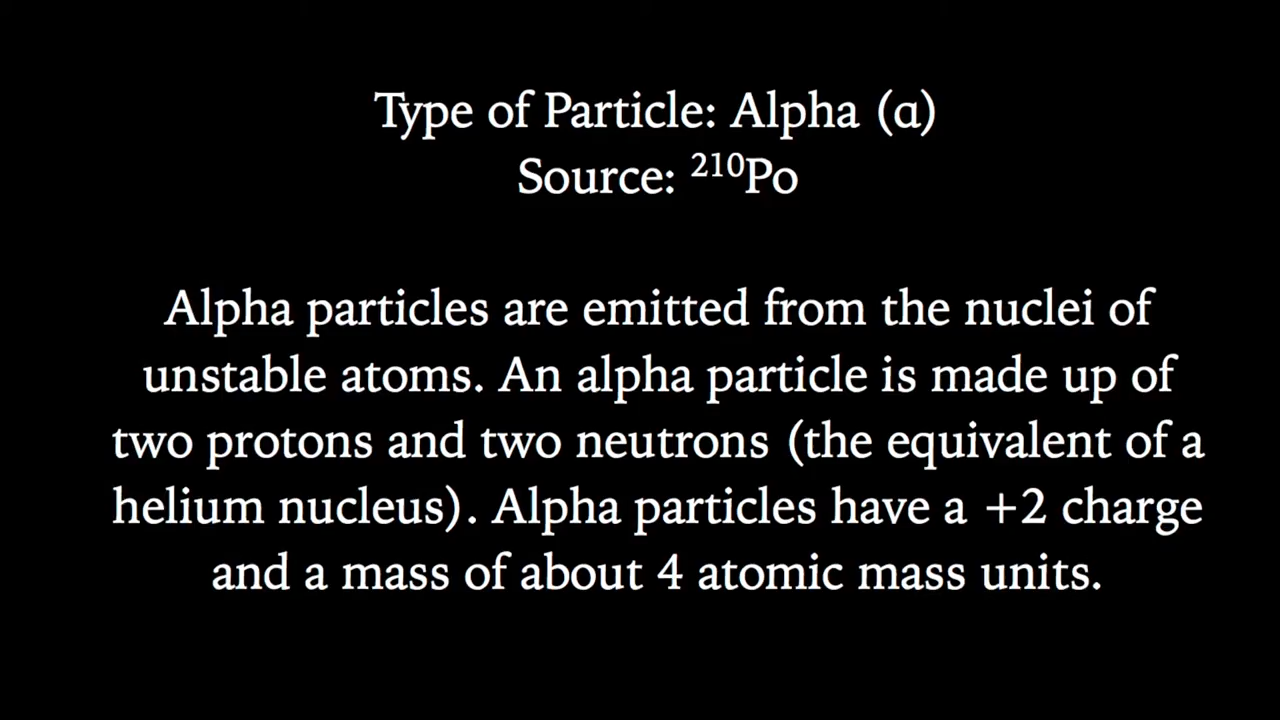 Type of Particle: Alpha (α)
Source: ²¹⁰Po
Alpha particles are emitted from the nuclei of
unstable atoms. An alpha particle is made up of
two protons and two neutrons (the equivalent of a
helium nucleus). Alpha particles have a +2 charge
and a mass of about 4 atomic mass units.